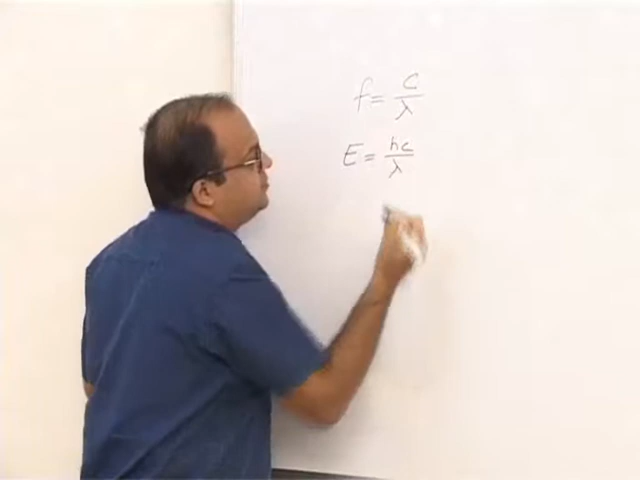 f = c/λ
E = hc/λ